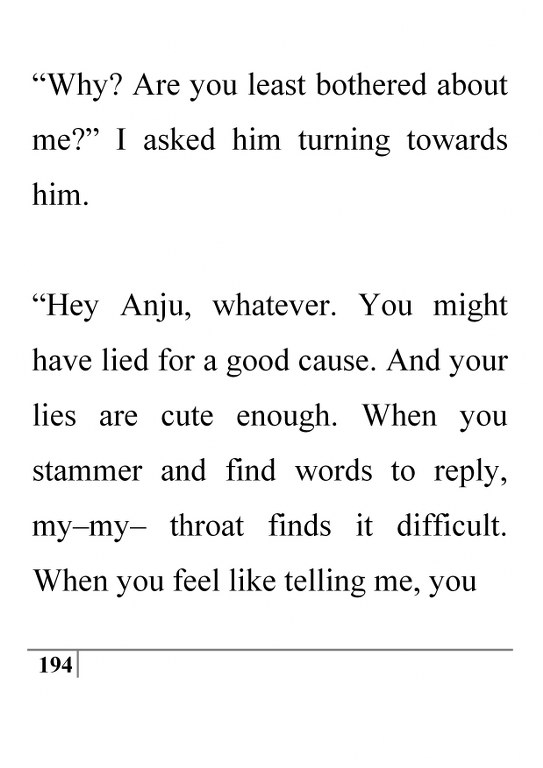 “Why? Are you least bothered about
me?” I asked him turning towards
him.
“Hey Anju, whatever. You might
have lied for a good cause. And your
lies are cute enough. When you
stammer and find words to reply,
my–my– throat finds it difficult.
When you feel like telling me, you
194